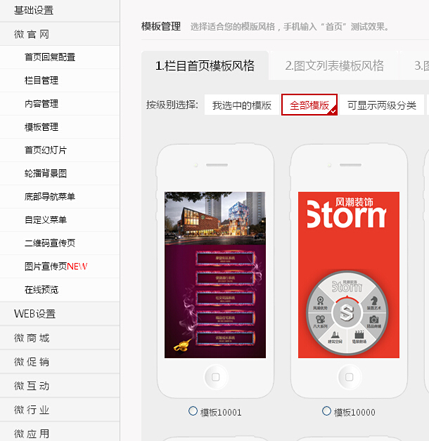 基础设置
微 官 网
首页回复配置
栏目管理
内容管理
模板管理
首页幻灯片
轮播背景图
底部导航菜单
自定义菜单
二维码宣传页
图片宣传页NEW
在线预览
WEB设置
微 商 城
微 促 销
微 互 动
微 行 业
微 应 用
模板管理 选择适合您的模版风格，手机输入“首页”测试效果。
1.栏目首页模板风格 2.图文列表模板风格 3.
按级别选择: 我选中的模版 全部模版 可显示两级分类
风潮装饰
Storm
Storm
S
模板10001 模板10000